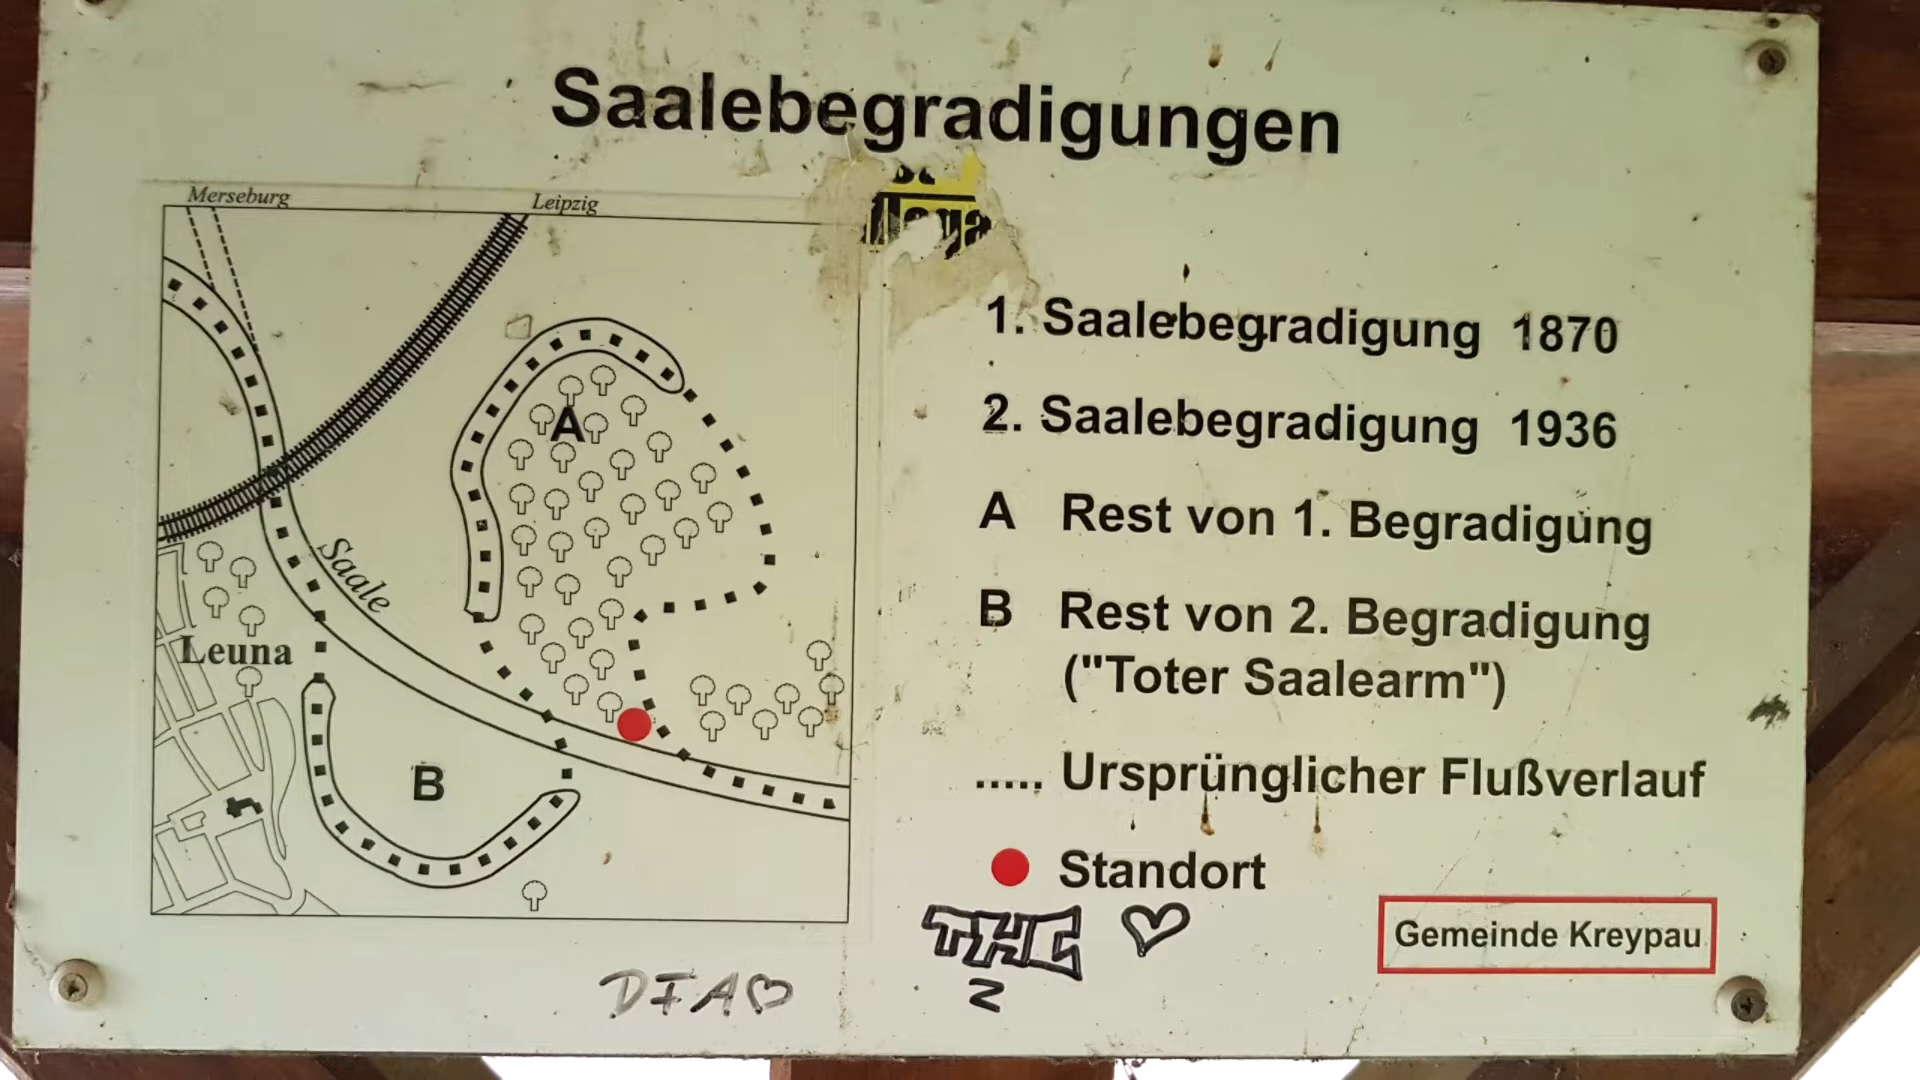 Saalebegradigungen
Merseburg
Leipzig
Saale
Leuna
A
B
1. Saalebegradigung 1870
2. Saalebegradigung 1936
A Rest von 1. Begradigung
B Rest von 2. Begradigung
("Toter Saalearm")
..... Ursprünglicher Flußverlauf
Standort
Gemeinde Kreypau
THC
DFA